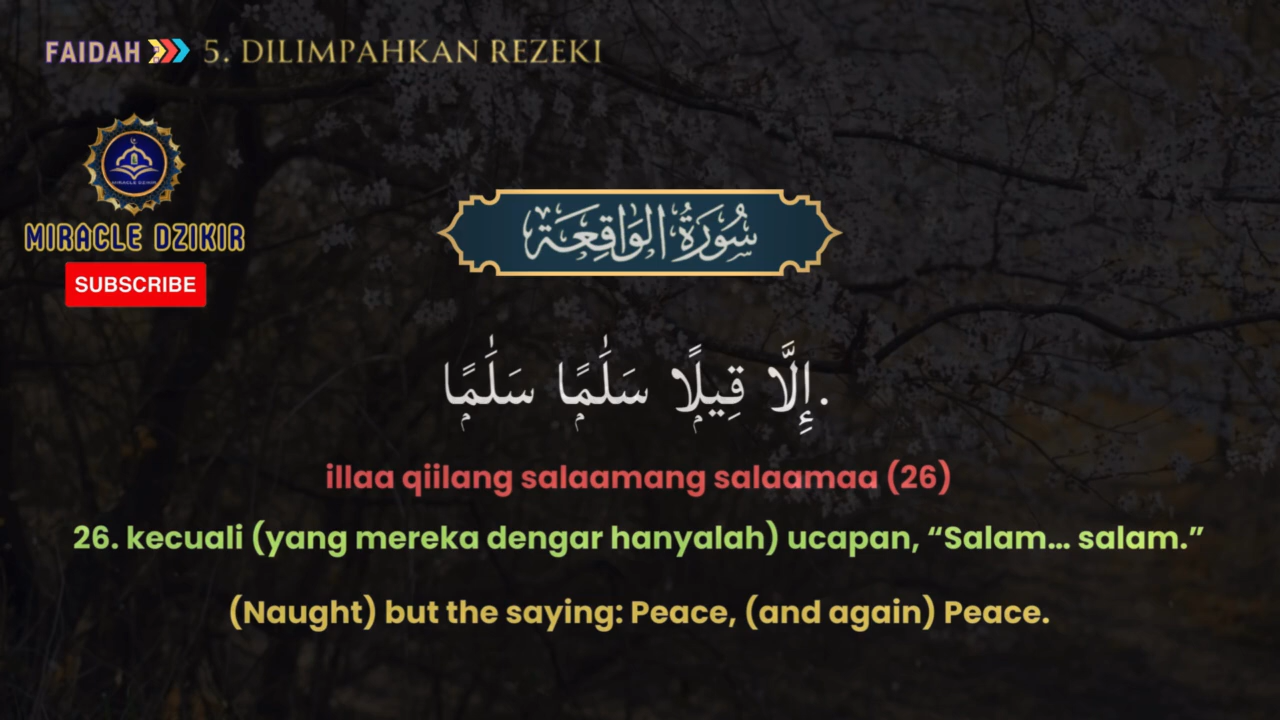 FAIDAH 5. DILIMPAHKAN REZEKI
MIRACLE DZIKIR
SUBSCRIBE
سُورَةُ الوَاقِعَة
إِلَّا قِيلًۭا سَلَٰمًۭا سَلَٰمًۭا.
illaa qiilang salaamang salaamaa (26)
26. kecuali (yang mereka dengar hanyalah) ucapan, “Salam... salam.”
(Naught) but the saying: Peace, (and again) Peace.